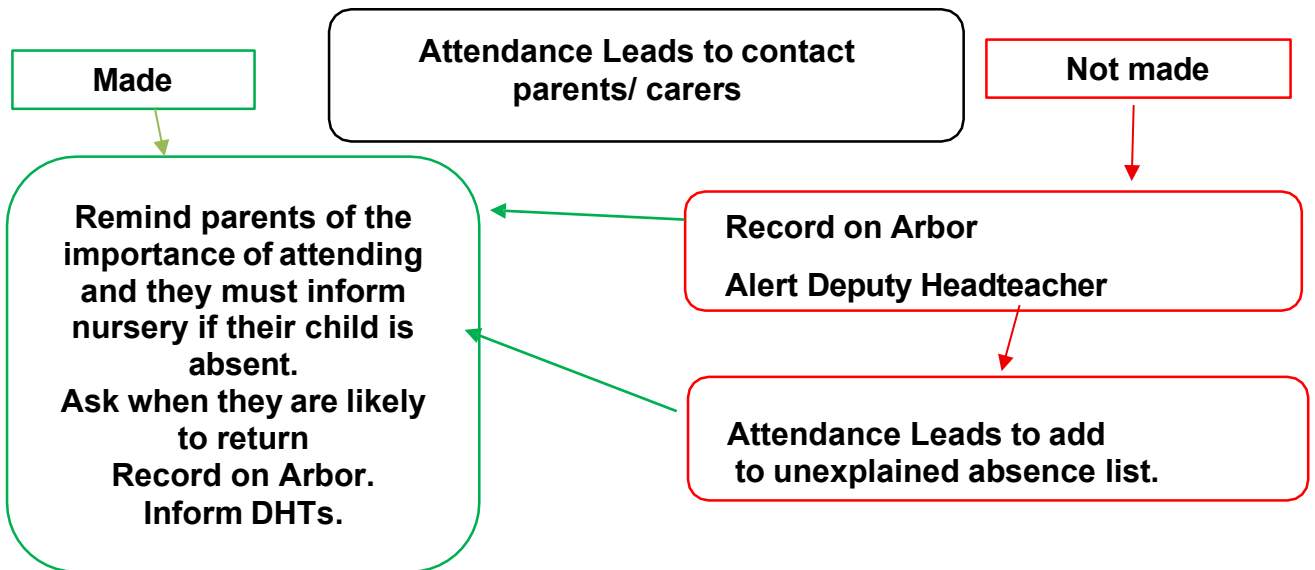 Attendance Leads to contact
parents/ carers
Made
Not made
Remind parents of the
importance of attending
and they must inform
nursery if their child is
absent.
Ask when they are likely
to return
Record on Arbor.
Inform DHTs.
Record on Arbor
Alert Deputy Headteacher
Attendance Leads to add
to unexplained absence list.